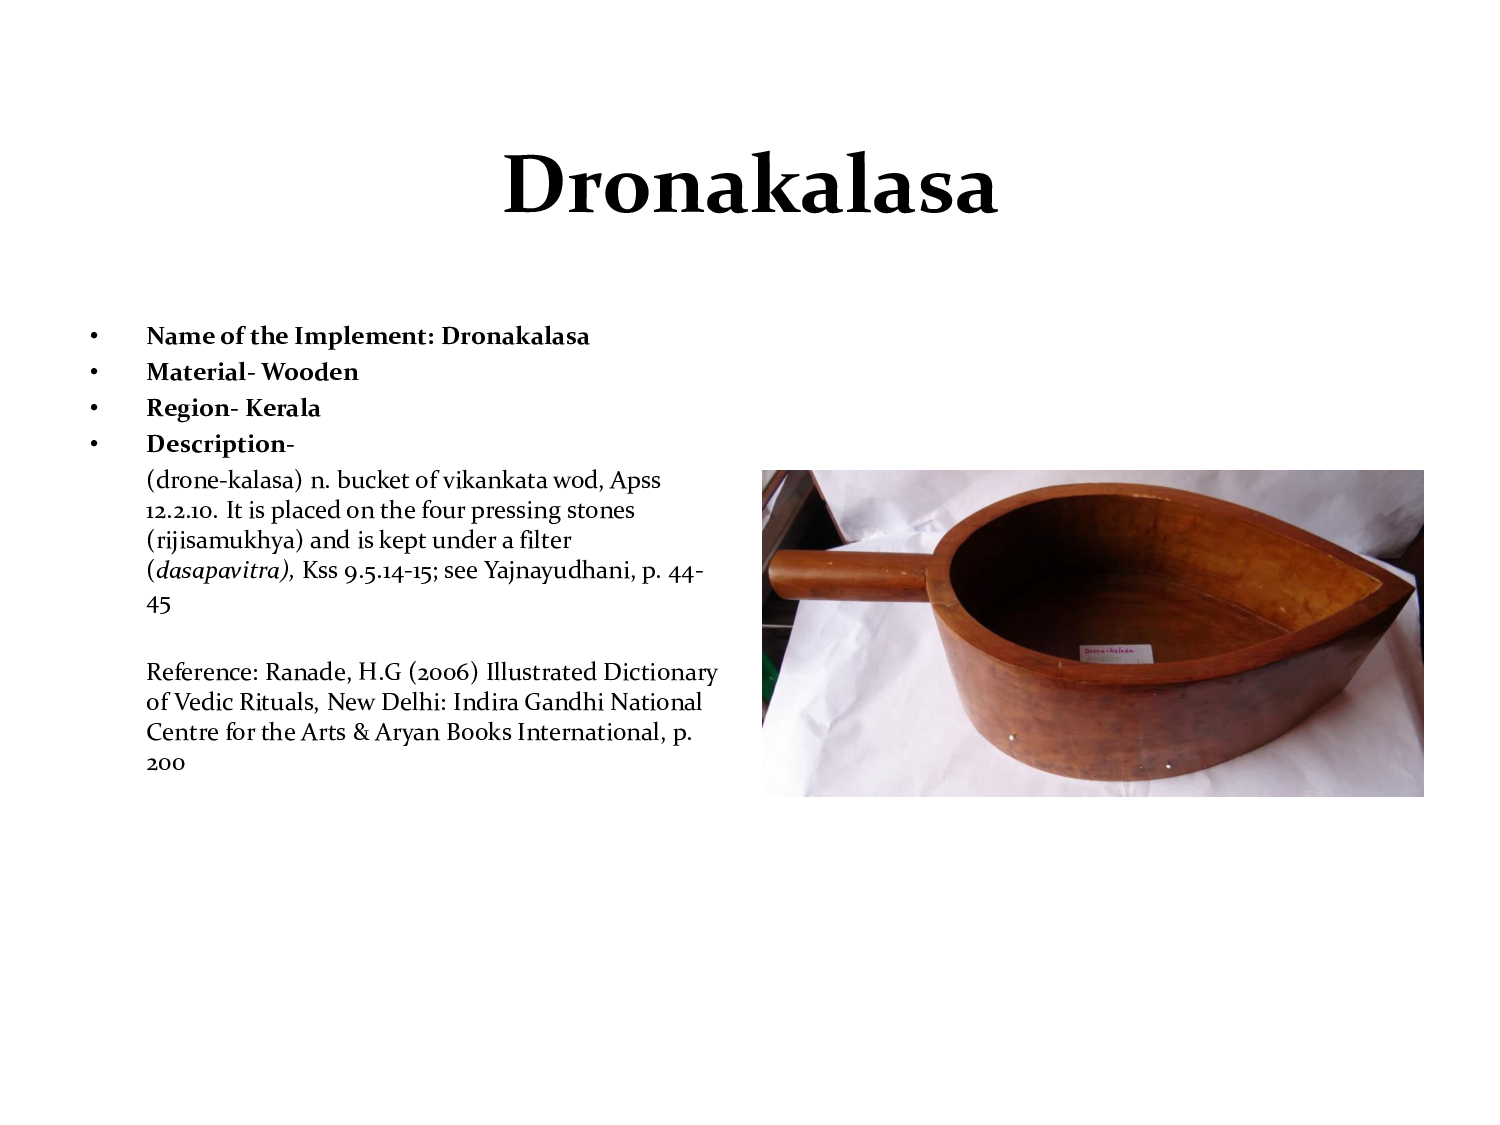 Dronakalasa
• Name of the Implement: Dronakalasa
• Material- Wooden
• Region- Kerala
• Description-
(drone-kalasa) n. bucket of vikankata wod, Apss
12.2.10. It is placed on the four pressing stones
(rijisamukhya) and is kept under a filter
(dasapavitra), Kss 9.5.14-15; see Yajnayudhani, p. 44-
45
Reference: Ranade, H.G (2006) Illustrated Dictionary
of Vedic Rituals, New Delhi: Indira Gandhi National
Centre for the Arts & Aryan Books International, p.
200
Drona-kalasa